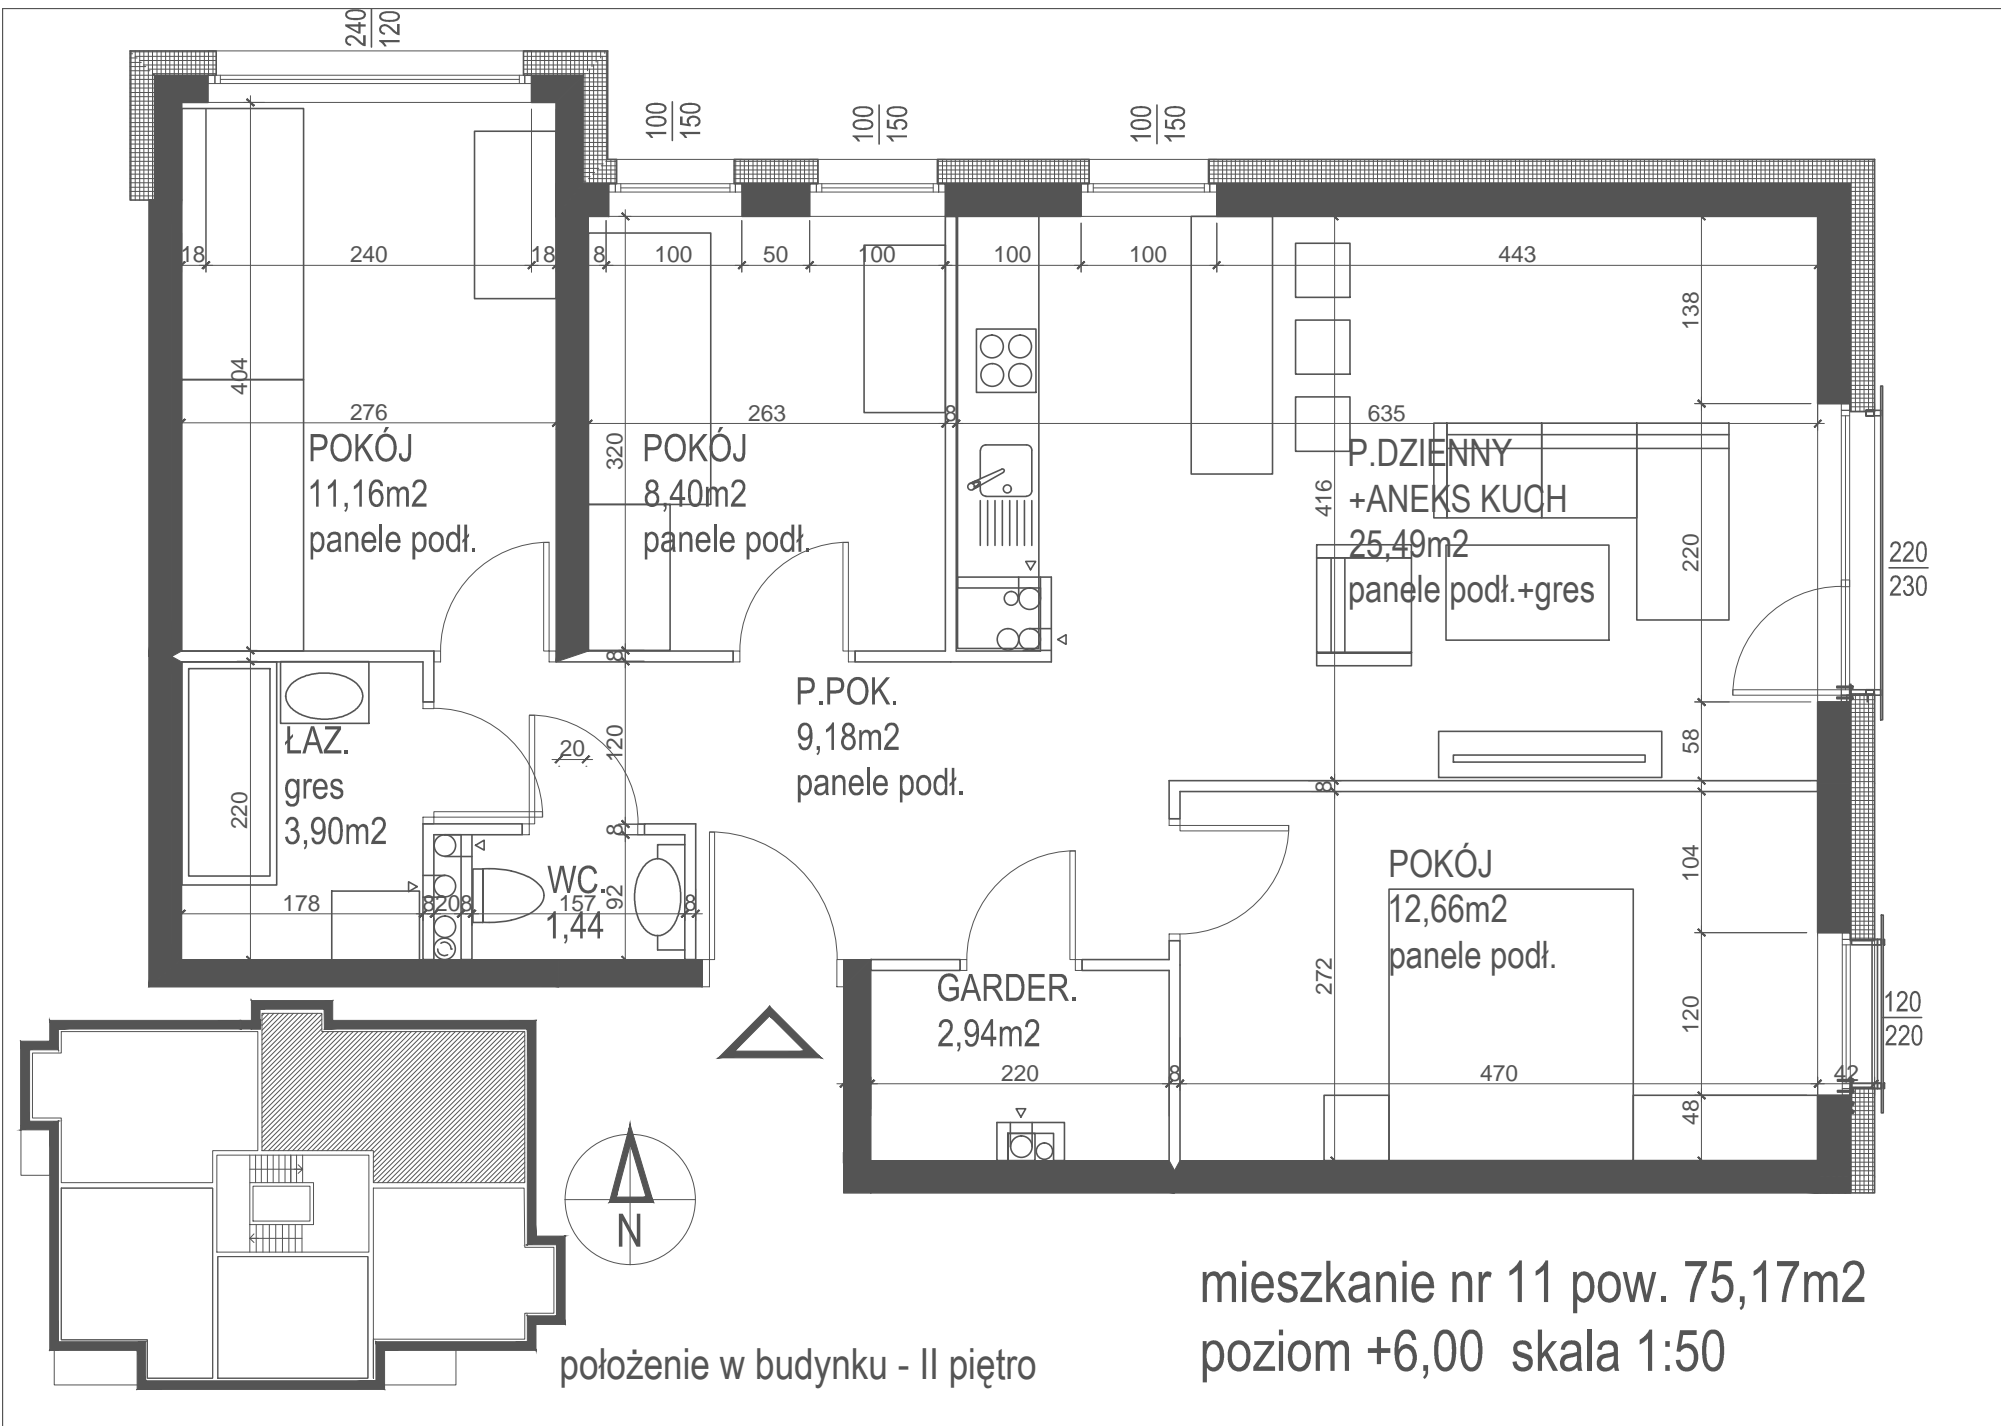 240
120
100
150
100
150
100
150
18
240
18
8
100
50
100
100
100
443
138
404
276
263
8
635
POKÓJ
11,16m2
panele podł.
320
POKÓJ
8,40m2
panele podł.
416
P.DZIENNY
+ANEKS KUCH
25,49m2
panele podł.+gres
220
220
230
8
P.POK.
9,18m2
panele podł.
ŁAZ.
gres
3,90m2
20
120
58
8
220
8
104
WC.
1,44
92
178
8
20
8
157
8
POKÓJ
12,66m2
panele podł.
272
GARDER.
2,94m2
120
120
220
220
8
470
42
48
N
mieszkanie nr 11 pow. 75,17m2
poziom +6,00 skala 1:50
położenie w budynku - II piętro